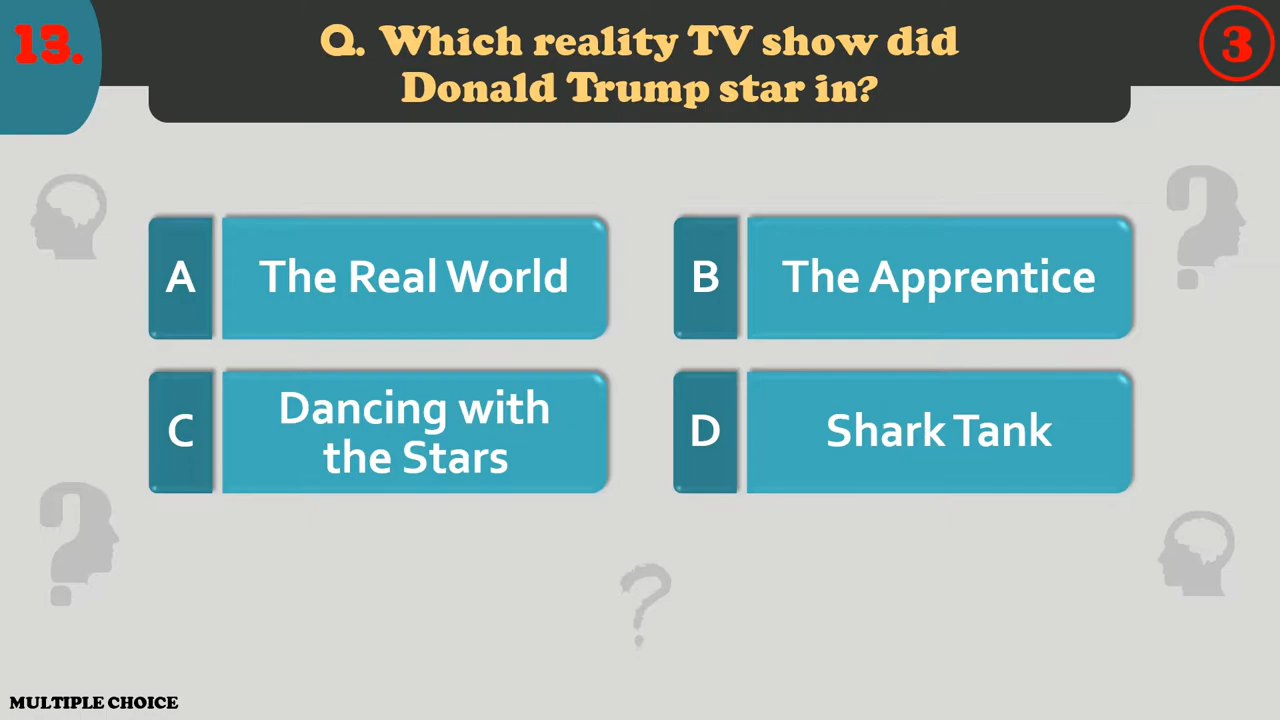 13.
Q. Which reality TV show did
Donald Trump star in?
3
A
The Real World
B
The Apprentice
C
Dancing with
the Stars
D
Shark Tank
MULTIPLE CHOICE